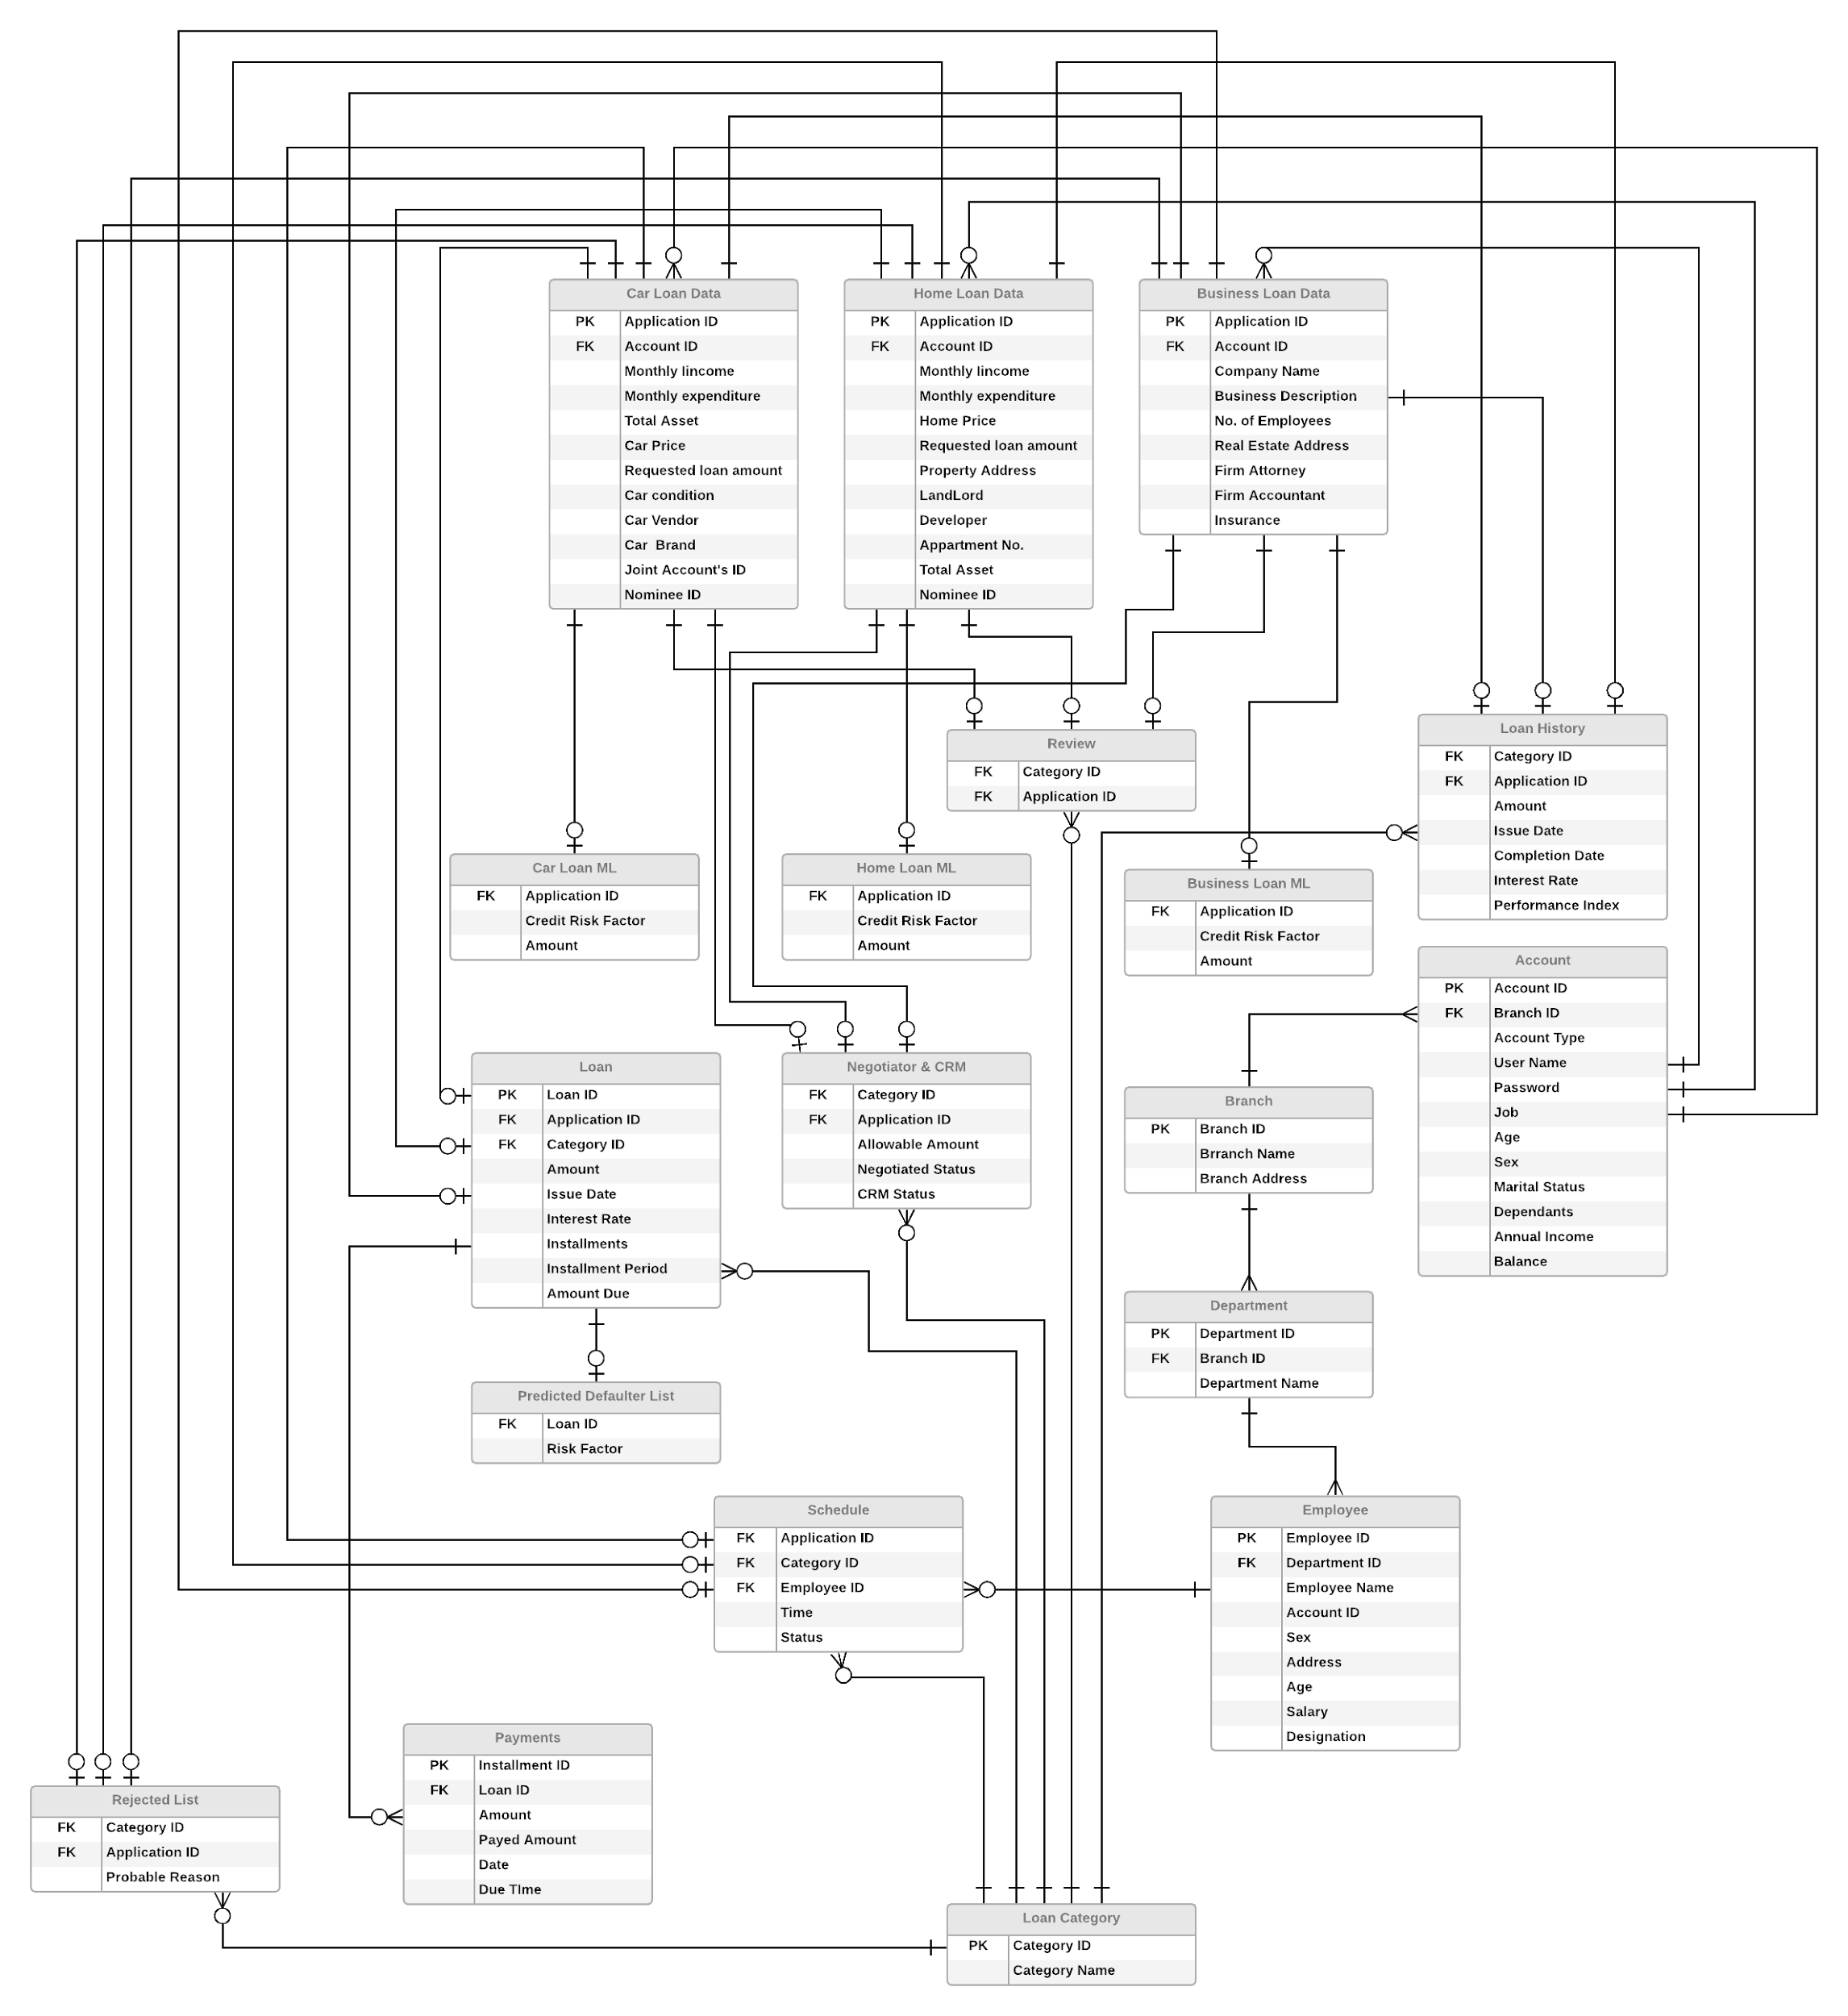 Car Loan Data
PK Application ID
FK Account ID
Monthly Iincome
Monthly expenditure
Total Asset
Car Price
Requested loan amount
Car condition
Car Vendor
Car  Brand
Joint Account's ID
Nominee ID
Home Loan Data
PK Application ID
FK Account ID
Monthly Iincome
Monthly expenditure
Home Price
Requested loan amount
Property Address
LandLord
Developer
Appartment No.
Total Asset
Nominee ID
Business Loan Data
PK Application ID
FK Account ID
Company Name
Business Description
No. of Employees
Real Estate Address
Firm Attorney
Firm Accountant
Insurance
Review
FK Category ID
FK Application ID
Loan History
FK Category ID
FK Application ID
Amount
Issue Date
Completion Date
Interest Rate
Performance Index
Car Loan ML
FK Application ID
Credit Risk Factor
Amount
Home Loan ML
FK Application ID
Credit Risk Factor
Amount
Business Loan ML
FK Application ID
Credit Risk Factor
Amount
Account
PK Account ID
FK Branch ID
Account Type
User Name
Password
Job
Age
Sex
Marital Status
Dependants
Annual Income
Balance
Loan
PK Loan ID
FK Application ID
FK Category ID
Amount
Issue Date
Interest Rate
Installments
Installment Period
Amount Due
Negotiator & CRM
FK Category ID
FK Application ID
Allowable Amount
Negotiated Status
CRM Status
Branch
PK Branch ID
Brranch Name
Branch Address
Department
PK Department ID
FK Branch ID
Department Name
Predicted Defaulter List
FK Loan ID
Risk Factor
Schedule
FK Application ID
FK Category ID
FK Employee ID
Time
Status
Employee
PK Employee ID
FK Department ID
Employee Name
Account ID
Sex
Address
Age
Salary
Designation
Payments
PK Installment ID
FK Loan ID
Amount
Payed Amount
Date
Due TIme
Rejected List
FK Category ID
FK Application ID
Probable Reason
Loan Category
PK Category ID
Category Name